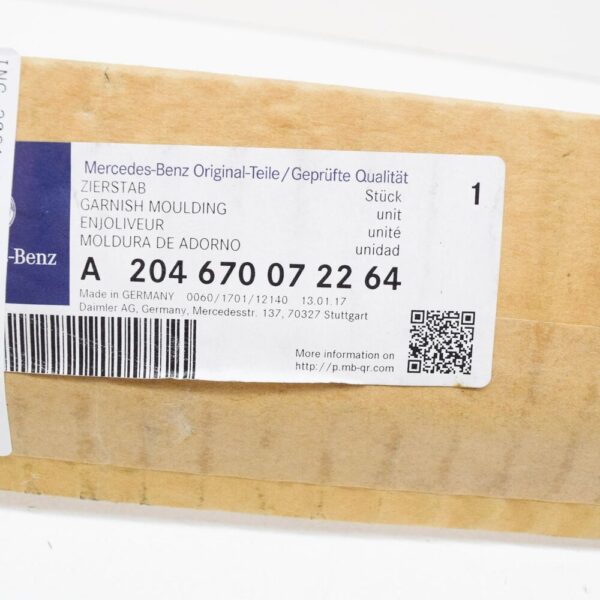 Mercedes-Benz Original-Teile/Geprüfte Qualität
ZIERSTAB
GARNISH MOULDING
ENJOLIVEUR
MOLDURA DE ADORNO
Stück
unit
unité
unidad
1
-Benz
A 204 670 07 22 64
Made in GERMANY 0060/1701/12140 13.01.17
Daimler AG, Germany, Mercedesstr. 137, 70327 Stuttgart
More information on
http://p.mb-qr.com